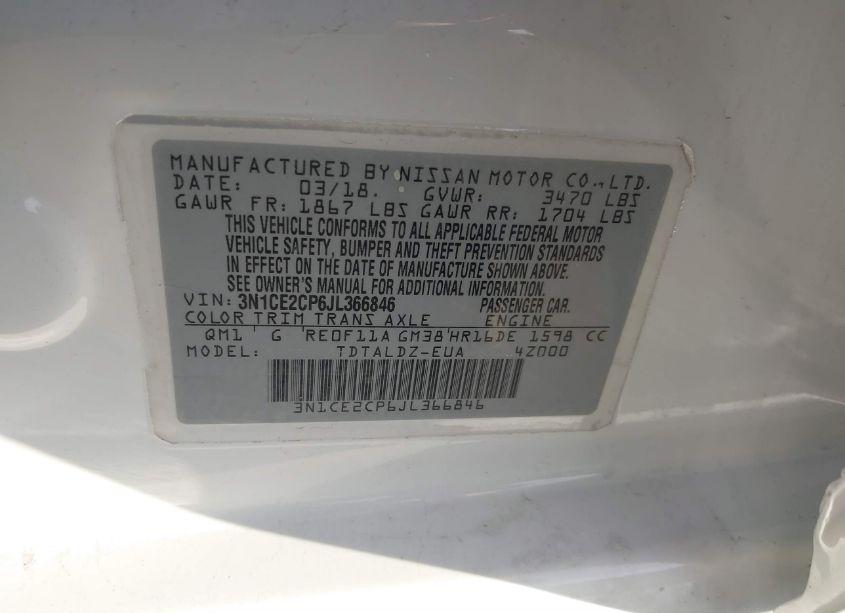 MANUFACTURED BY NISSAN MOTOR CO., LTD.
DATE: 03/18. GVWR: 3470 LBS
GAWR FR: 1867 LBS GAWR RR: 1704 LBS
THIS VEHICLE CONFORMS TO ALL APPLICABLE FEDERAL MOTOR
VEHICLE SAFETY, BUMPER AND THEFT PREVENTION STANDARDS
IN EFFECT ON THE DATE OF MANUFACTURE SHOWN ABOVE.
SEE OWNER'S MANUAL FOR ADDITIONAL INFORMATION.
VIN: 3N1CE2CP6JL366846 PASSENGER CAR.
COLOR TRIM TRANS AXLE ENGINE
QM1 G RE0F11A GM38 HR16DE 1598 CC
MODEL: TDTALDZ-EUA 4Z000
3N1CE2CP6JL366846